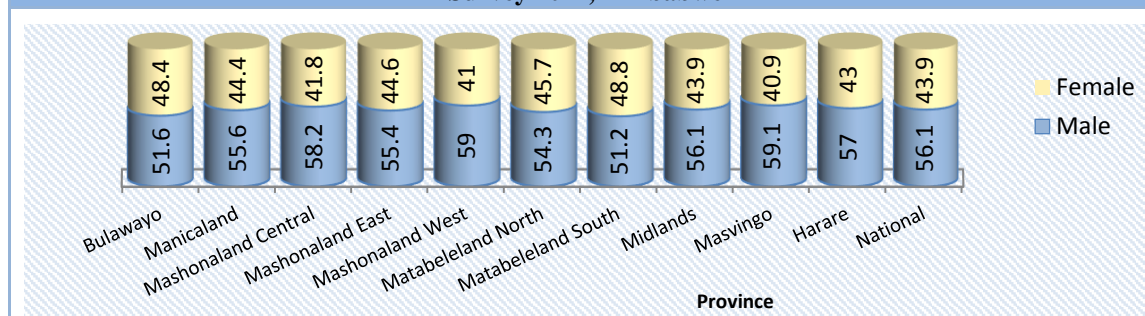 48.4 44.4 41.8 44.6 41 45.7 48.8 43.9 40.9 43 43.9
51.6 55.6 58.2 55.4 59 54.3 51.2 56.1 59.1 57 56.1
Female
Male
Bulawayo
Manicaland
Mashonaland Central
Mashonaland East
Mashonaland West
Matabeleland North
Matabeleland South
Midlands
Masvingo
Harare
National
Province